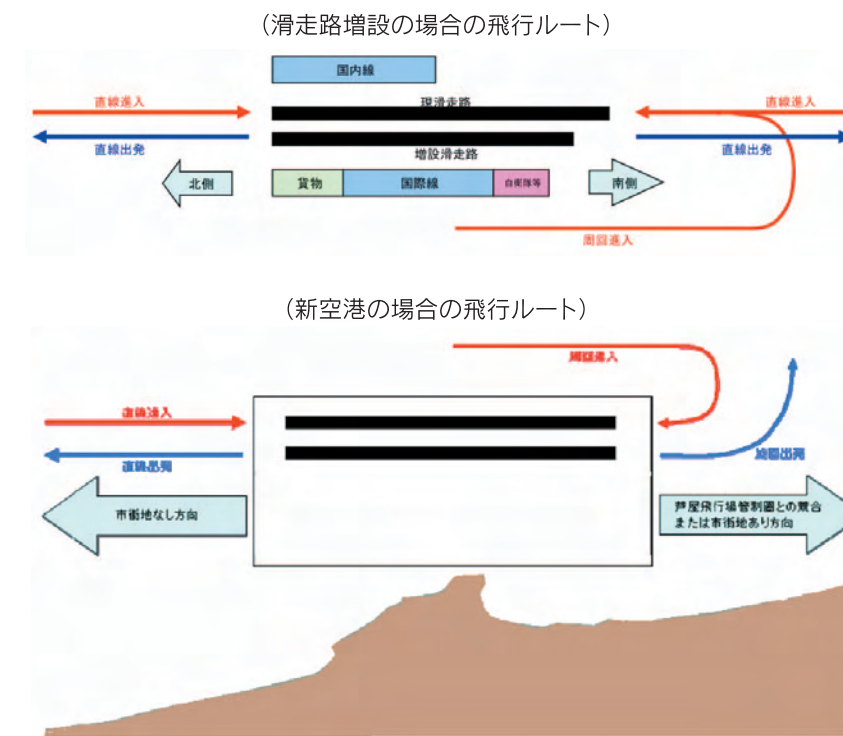 （滑走路増設の場合の飛行ルート）
国内線
直線進入
現滑走路
直線進入
直線出発
増設滑走路
直線出発
北側
貨物
国際線
自衛隊等
南側
周回進入
（新空港の場合の飛行ルート）
周回進入
直線進入
直線出発
旋回出発
市街地なし方向
芦屋飛行場管制圏との競合
または市街地あり方向